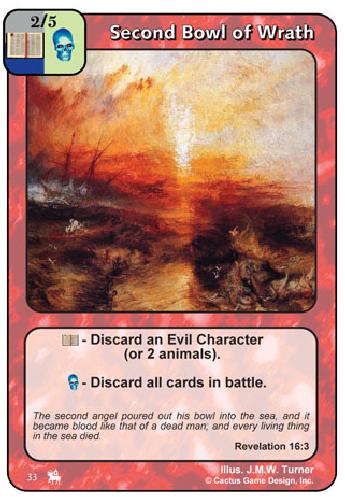 2/5
Second Bowl of Wrath
- Discard an Evil Character
(or 2 animals).
- Discard all cards in battle.
The second angel poured out his bowl into the sea, and it
became blood like that of a dead man; and every living thing
in the sea died.
Revelation 16:3
Illus. J.M.W. Turner
33
© Cactus Game Design, Inc.